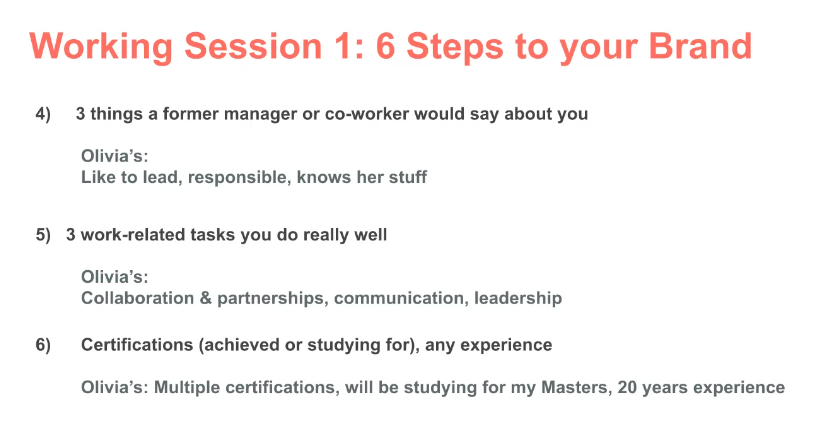 Working Session 1: 6 Steps to your Brand
4) 3 things a former manager or co-worker would say about you
Olivia’s:
Like to lead, responsible, knows her stuff
5) 3 work-related tasks you do really well
Olivia’s:
Collaboration & partnerships, communication, leadership
6) Certifications (achieved or studying for), any experience
Olivia’s: Multiple certifications, will be studying for my Masters, 20 years experience